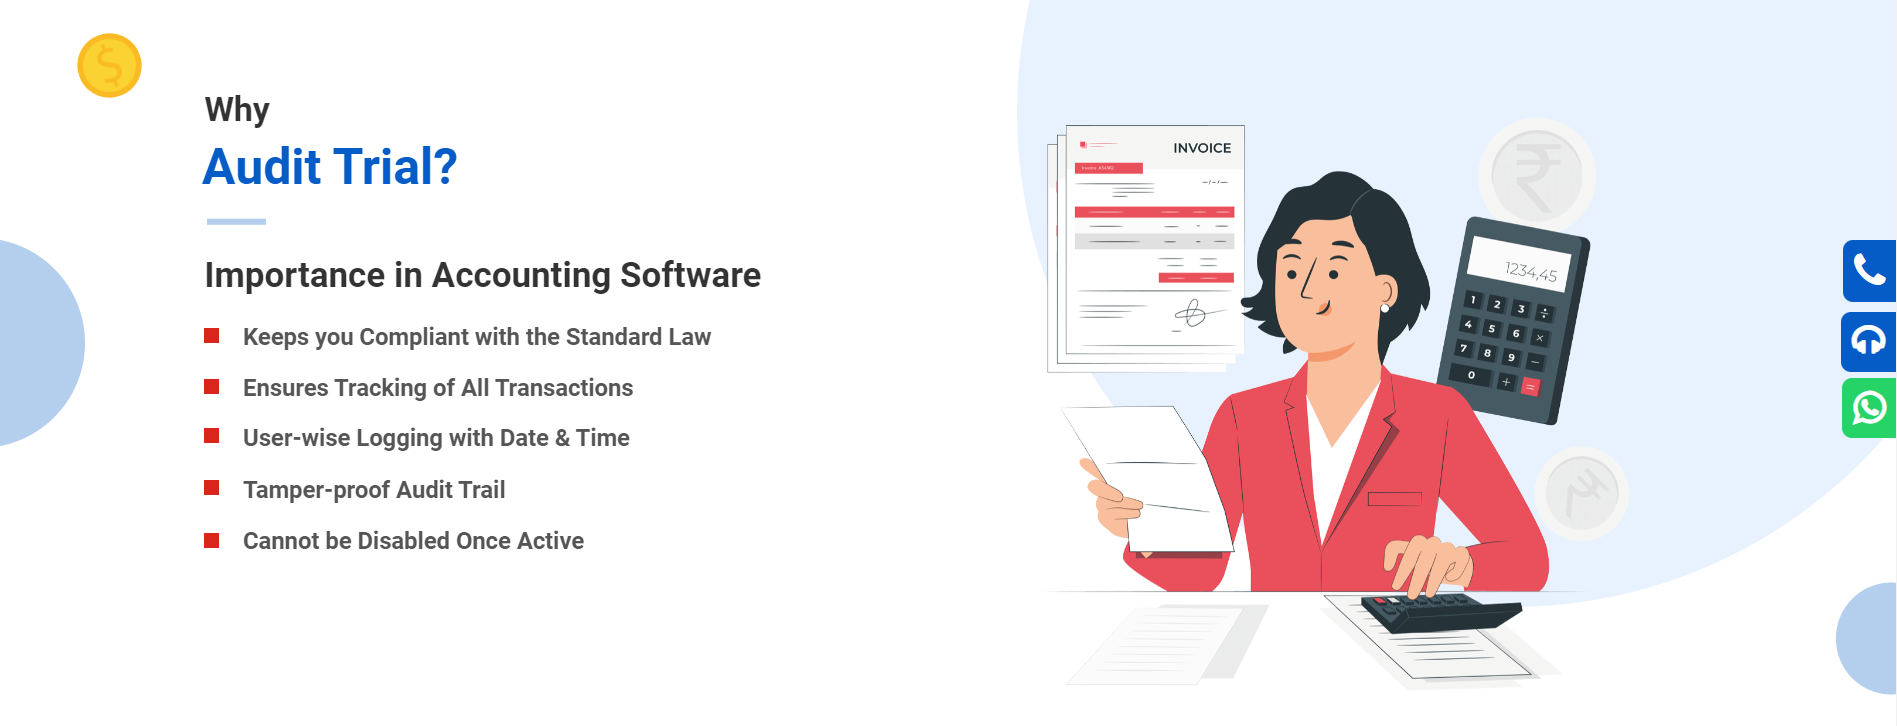 Why
Audit Trial?
Importance in Accounting Software
Keeps you Compliant with the Standard Law
Ensures Tracking of All Transactions
User-wise Logging with Date & Time
Tamper-proof Audit Trail
Cannot be Disabled Once Active
INVOICE
1234,45
1 2 3 ÷
4 5 6 ×
7 8 9 −
0 + =